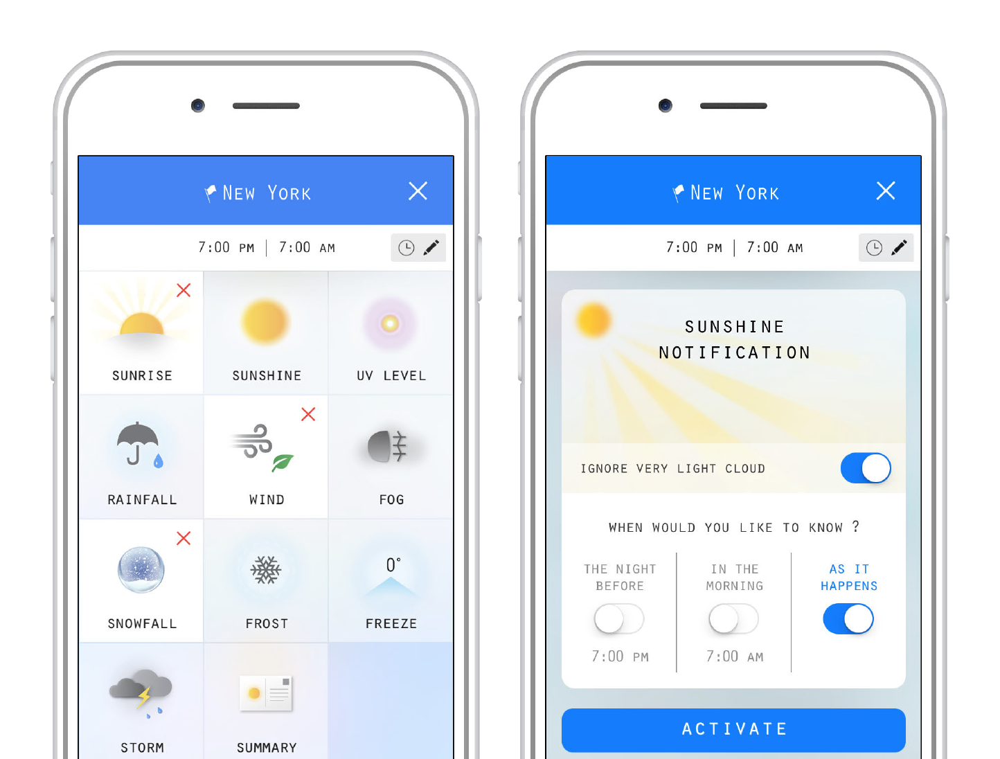 New York
7:00 PM | 7:00 AM
SUNRISE
SUNSHINE
UV LEVEL
RAINFALL
WIND
FOG
SNOWFALL
0°
FROST
FREEZE
STORM
SUMMARY
New York
7:00 PM | 7:00 AM
SUNSHINE
NOTIFICATION
IGNORE VERY LIGHT CLOUD
WHEN WOULD YOU LIKE TO KNOW ?
THE NIGHT
BEFORE
7:00 PM
IN THE
MORNING
7:00 AM
AS IT
HAPPENS
ACTIVATE